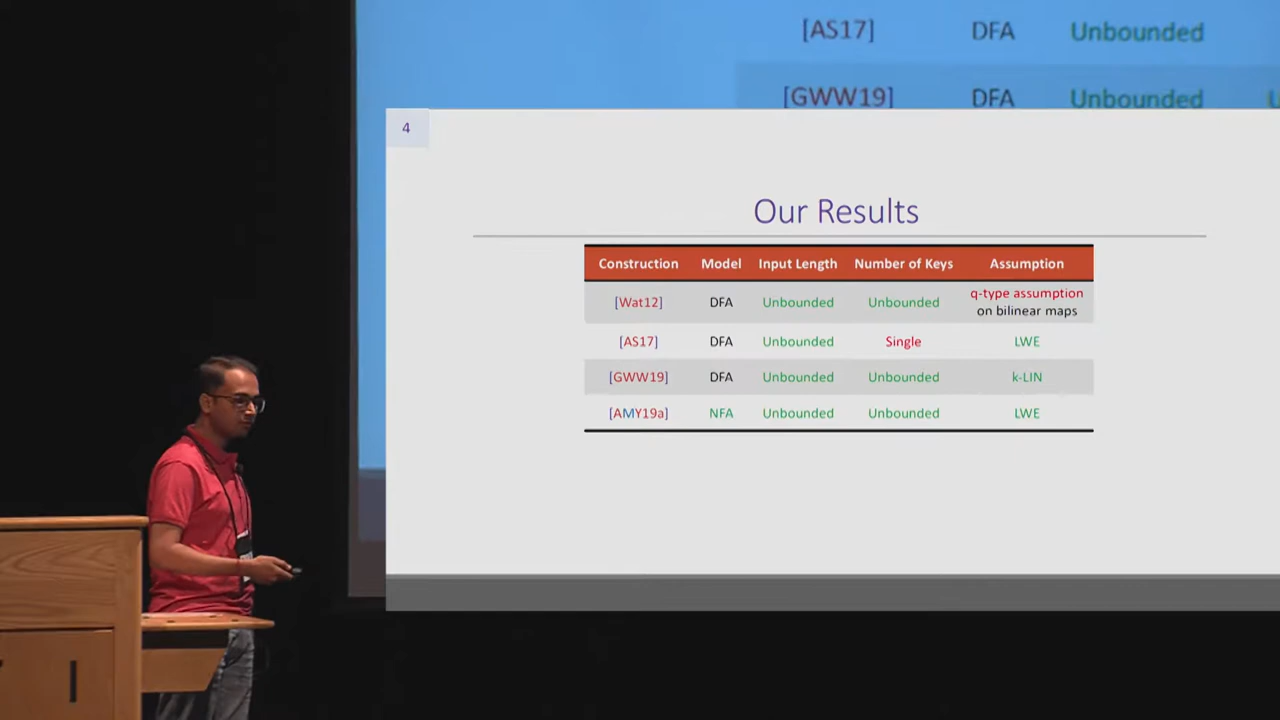 [AS17] DFA Unbounded
[GWW19] DFA Unbounded
4
Our Results
Construction Model Input Length Number of Keys Assumption
[Wat12] DFA Unbounded Unbounded q-type assumption
on bilinear maps
[AS17] DFA Unbounded Single LWE
[GWW19] DFA Unbounded Unbounded k-LIN
[AMY19a] NFA Unbounded Unbounded LWE